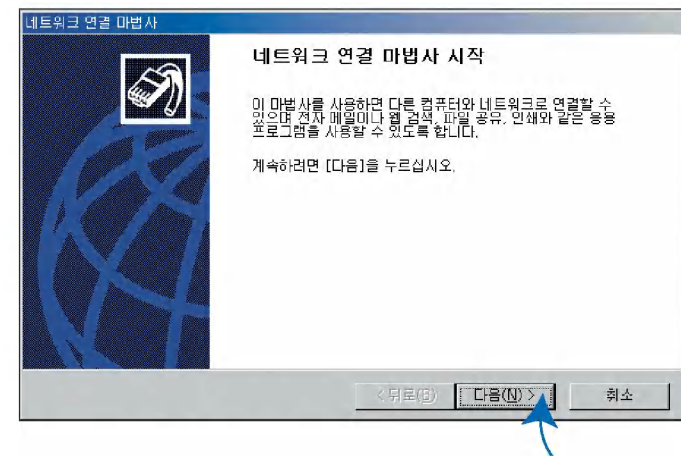 네트워크 연결 마법사
네트워크 연결 마법사 시작
이 마법사를 사용하면 다른 컴퓨터와 네트워크로 연결할 수
있으며 전자 메일이나 웹 검색, 파일 공유, 인쇄와 같은 응용
프로그램을 사용할 수 있도록 합니다.
계속하려면 [다음]을 누르십시오.
< 뒤로(B) 다음(N) > 취소